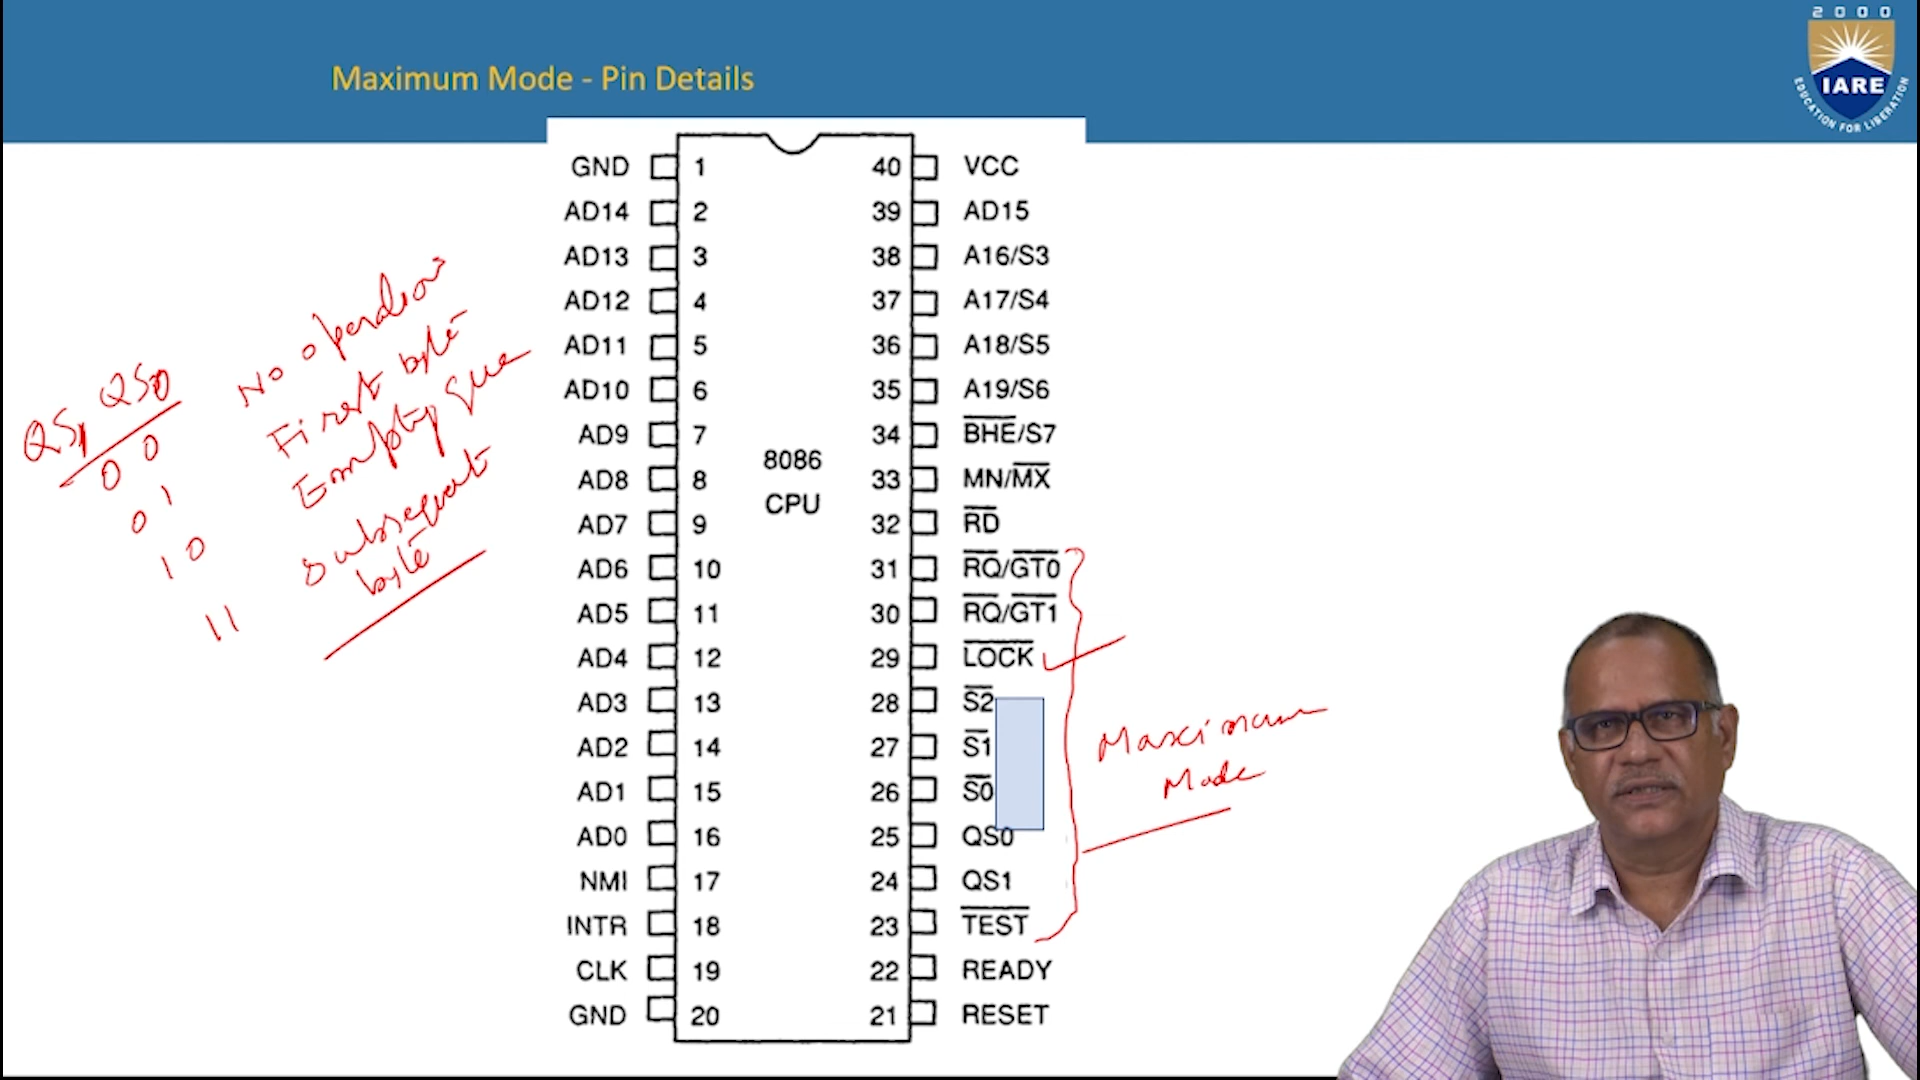 2000
IARE
EDUCATION FOR LIBERATION
Maximum Mode - Pin Details
GND 1 40 VCC
AD14 2 39 AD15
AD13 3 38 A16/S3
AD12 4 37 A17/S4
AD11 5 36 A18/S5
AD10 6 35 A19/S6
AD9 7 34 BHE/S7
AD8 8 33 MN/MX
AD7 9 32 RD
AD6 10 31 RQ/GT0
AD5 11 30 RQ/GT1
AD4 12 29 LOCK
AD3 13 28 S2
AD2 14 27 S1
AD1 15 26 S0
AD0 16 25 QS0
NMI 17 24 QS1
INTR 18 23 TEST
CLK 19 22 READY
GND 20 21 RESET
8086
CPU
QS1 QS0
0 0 No operation
0 1 First byte
1 0 Empty que
11 subsequent
byte
Maximum
Mode